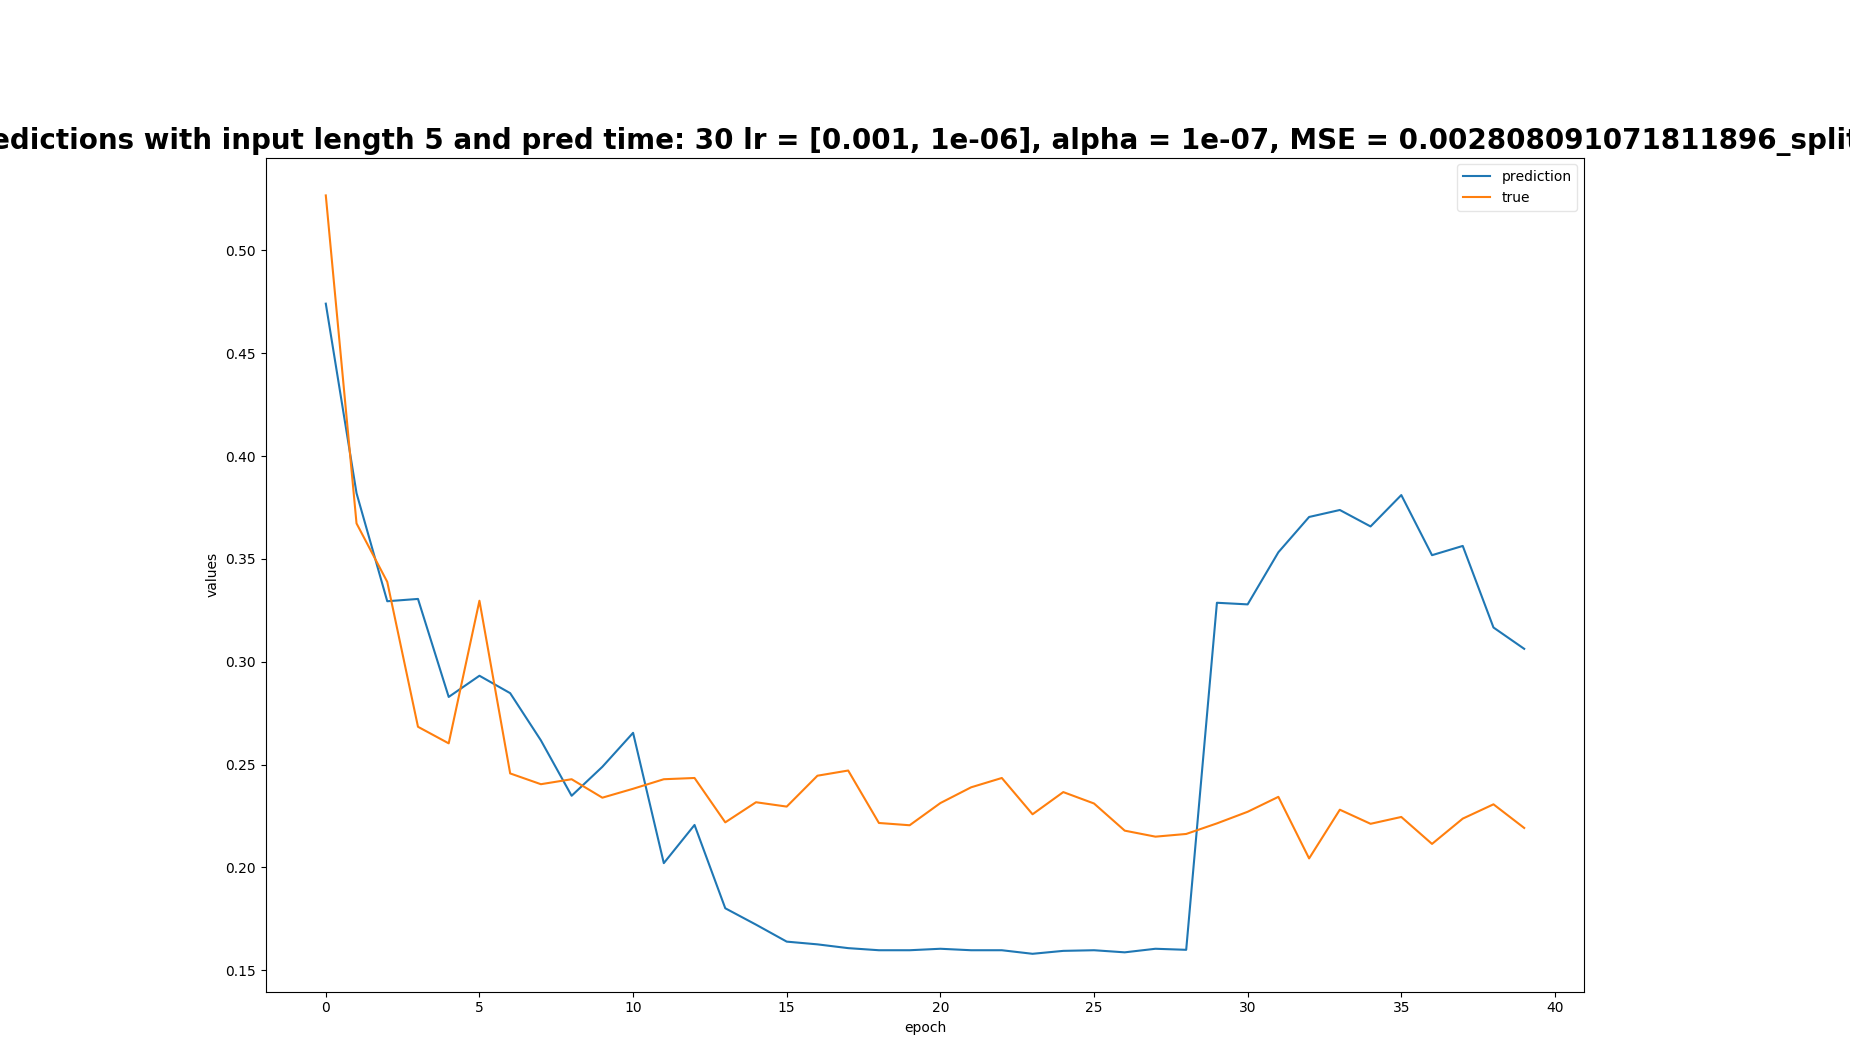 with input length 5 and pred time: 30 lr = [0.001, 1e-06], alpha = 1e-07, MSE = 0.002808091071811896_split
prediction
true
0.50
0.45
0.40
0.35
0.30
0.25
0.20
0.15
values
0 5 10 15 20 25 30 35 40
epoch